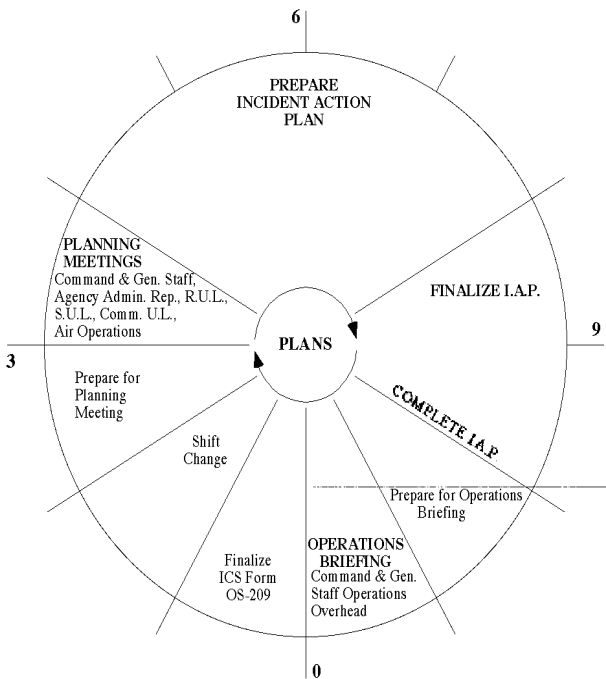 6
PREPARE
INCIDENT ACTION
PLAN
PLANNING
MEETINGS
Command & Gen. Staff,
Agency Admin. Rep., R.U.L.,
S.U.L., Comm. U.L.,
Air Operations
FINALIZE I.A.P.
PLANS
3
9
Prepare for
Planning
Meeting
COMPLETE I.A.P.
Shift
Change
Prepare for Operations
Briefing
Finalize
ICS Form
OS-209
OPERATIONS
BRIEFING
Command & Gen.
Staff Operations
Overhead
0